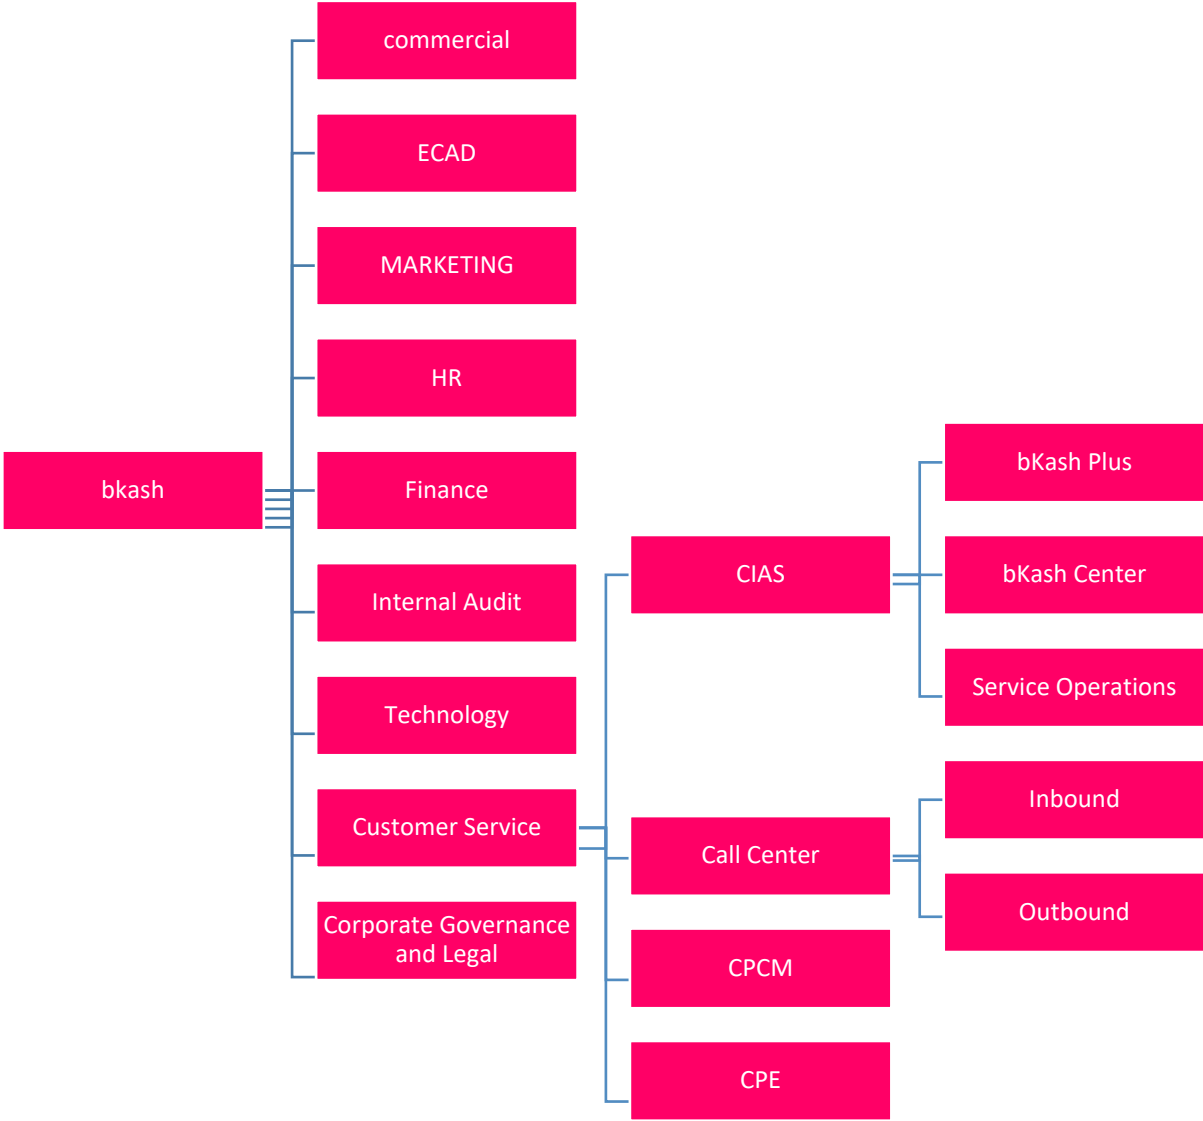 commercial
ECAD
MARKETING
HR
bkash
Finance
Internal Audit
Technology
Customer Service
Corporate Governance
and Legal
CIAS
Call Center
CPCM
CPE
bKash Plus
bKash Center
Service Operations
Inbound
Outbound